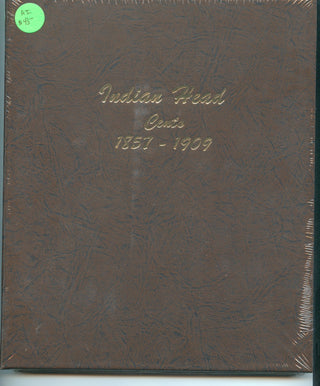 Indian Head
Cents
1857 - 1909